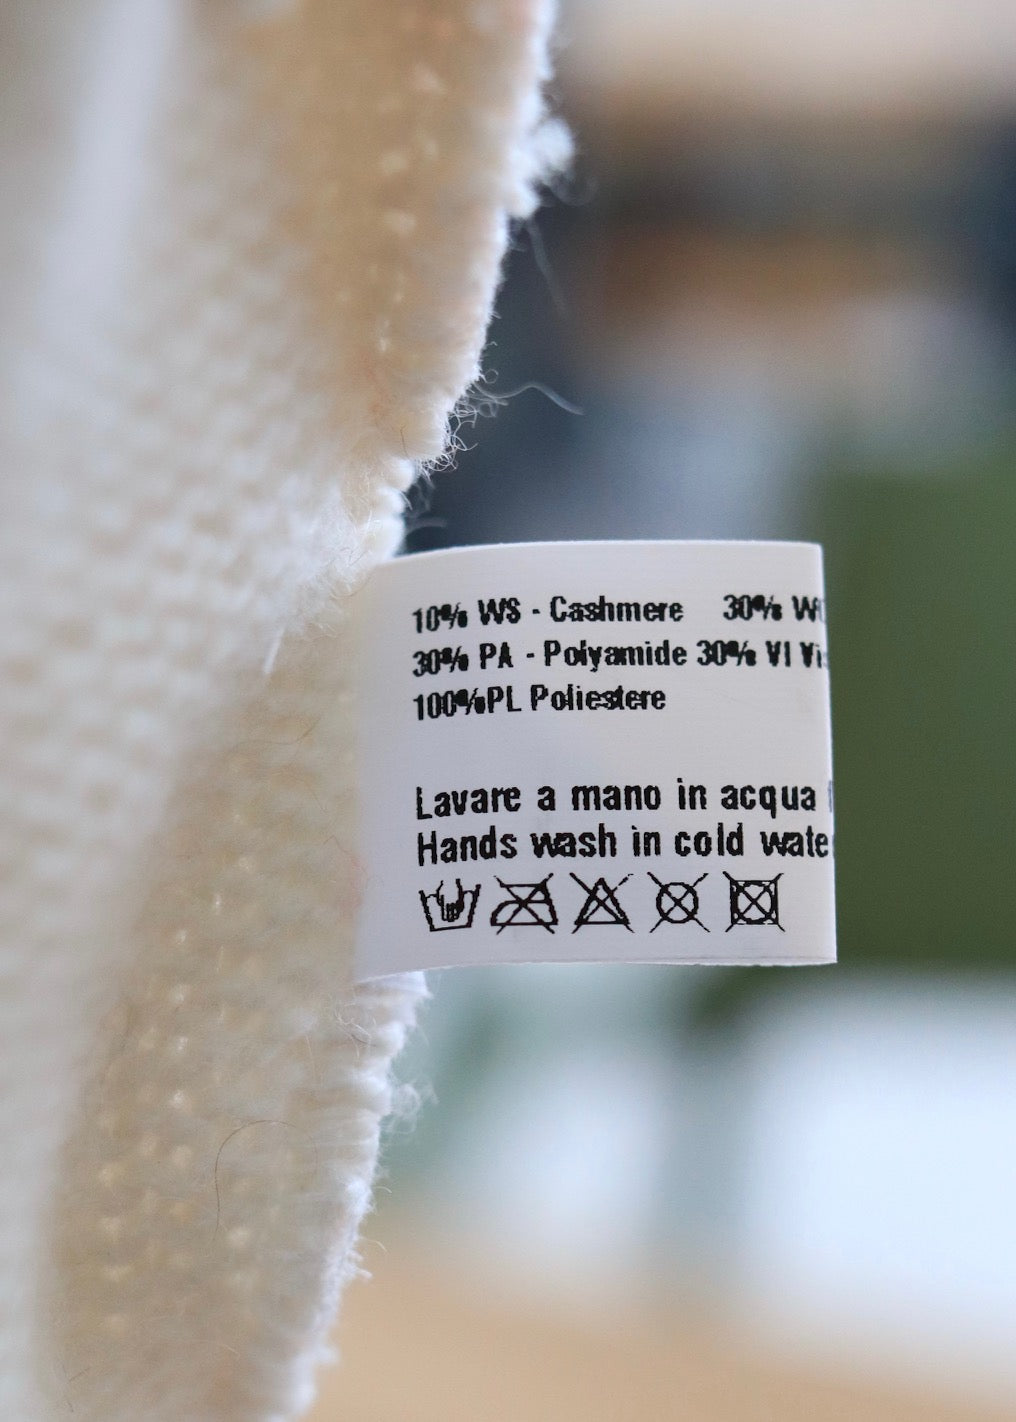 10% WS - Cashmere 30%
30% PA - Polyamide 30% VI
100%PL Poliestere
Lavare a mano in acqua
Hands wash in cold